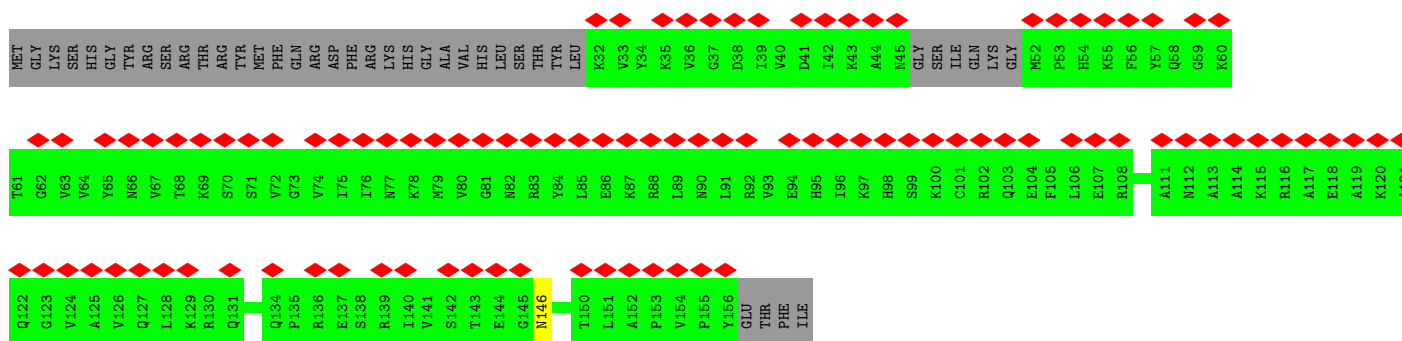 MET GLY LYS SER HIS GLY TYR ARG SER ARG THR ARG TYR MET PHE GLN ARG ASP PHE ARG LYS HIS GLY ALA VAL HIS LEU SER THR TYR LEU K32 V33 Y34 K35 V36 G37 D38 I39 V40 D41 I42 K43 A44 N45 GLY SER ILE GLN LYS GLY M52 P53 H54 K55 F56 Y57 Q58 G59 K60
T61 G62 V63 V64 Y65 N66 V67 T68 K69 S70 S71 V72 G73 V74 I75 I76 N77 K78 M79 V80 G81 N82 R83 Y84 L85 E86 K87 R88 L89 N90 L91 R92 V93 E94 H95 I96 K97 H98 S99 K100 C101 R102 Q103 E104 F105 L106 E107 R108 A111 N112 A113 A114 K115 R116 A117 E118 A119 K120
Q122 G123 V124 A125 V126 Q127 L128 K129 R130 Q131 Q134 P135 R136 E137 S138 R139 I140 V141 S142 T143 E144 G145 N146 T150 L151 A152 P153 V154 P155 Y156 GLU THR PHE ILE